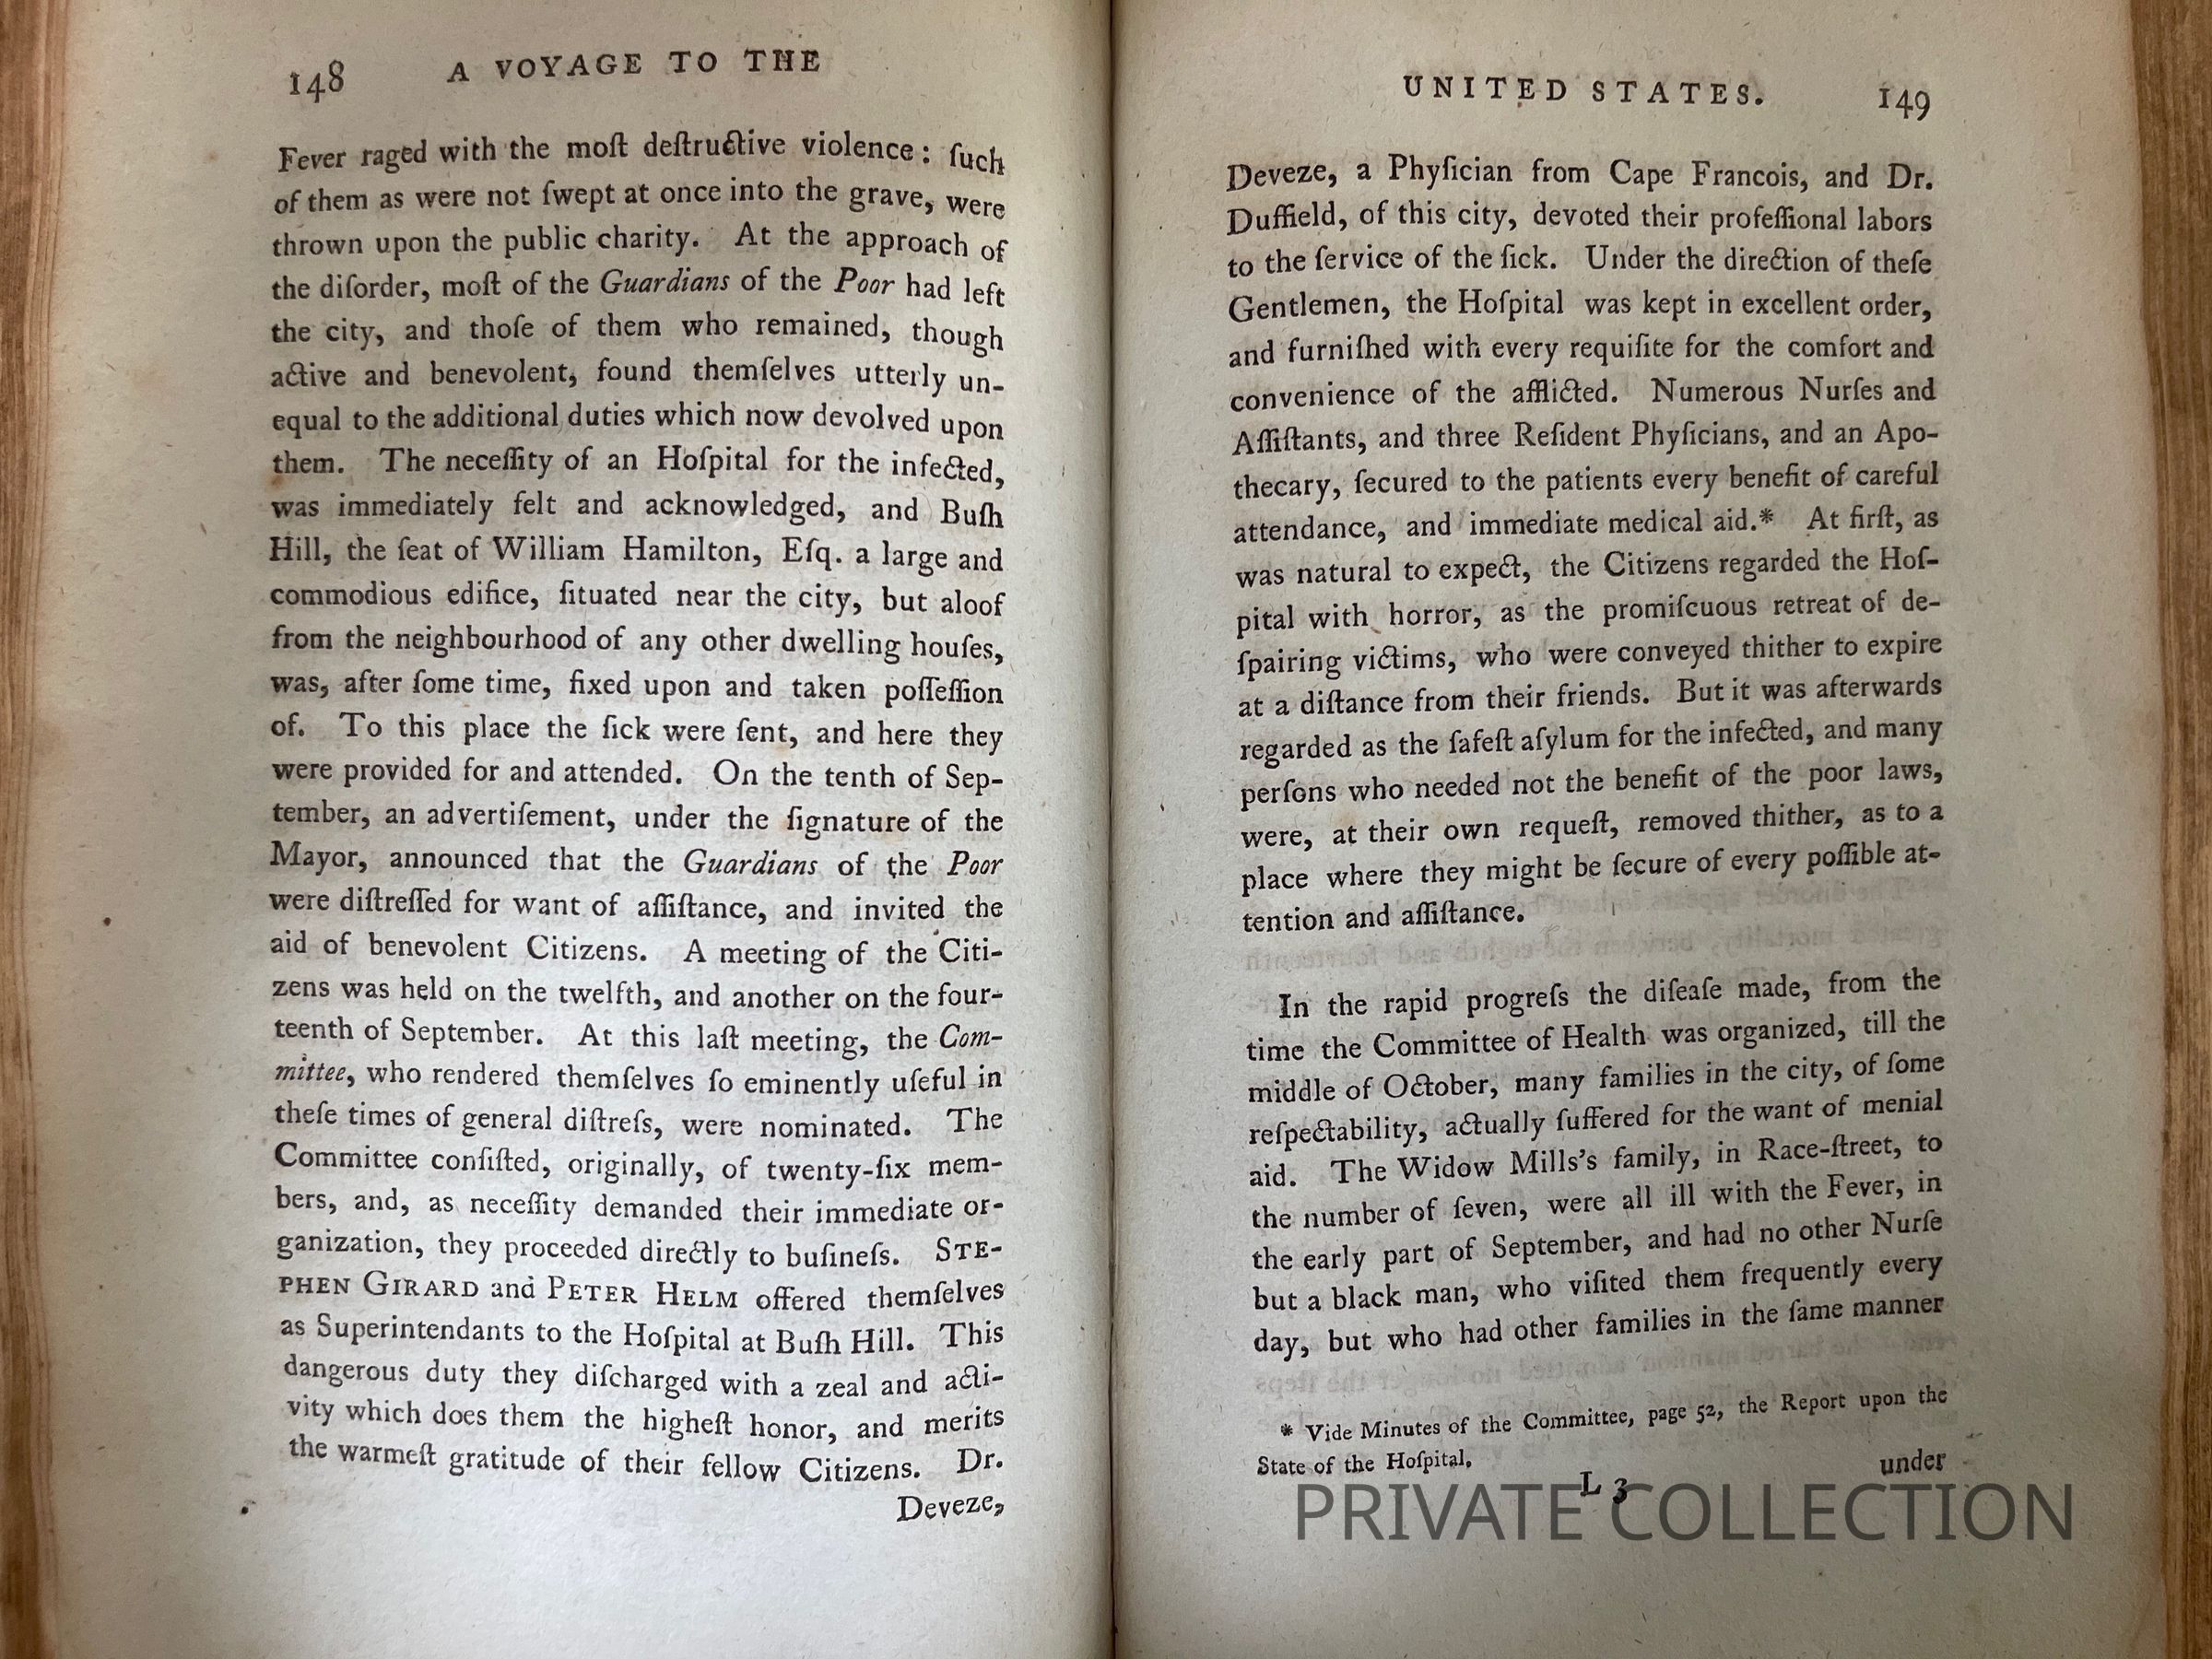 148 A VOYAGE TO THE
Fever raged with the moſt deſtructive violence: ſuch
of them as were not ſwept at once into the grave, were
thrown upon the public charity. At the approach of
the diſorder, moſt of the Guardians of the Poor had left
the city, and thoſe of them who remained, though
active and benevolent, found themſelves utterly un-
equal to the additional duties which now devolved upon
them. The neceſſity of an Hoſpital for the infected,
was immediately felt and acknowledged, and Buſh
Hill, the ſeat of William Hamilton, Eſq. a large and
commodious edifice, ſituated near the city, but aloof
from the neighbourhood of any other dwelling houſes,
was, after ſome time, fixed upon and taken poſſeſſion
of. To this place the ſick were ſent, and here they
were provided for and attended. On the tenth of Sep-
tember, an advertiſement, under the ſignature of the
Mayor, announced that the Guardians of the Poor
were diſtreſſed for want of aſſiſtance, and invited the
aid of benevolent Citizens. A meeting of the Citi-
zens was held on the twelfth, and another on the four-
teenth of September. At this laſt meeting, the Com-
mittee, who rendered themſelves ſo eminently uſeful in
theſe times of general diſtreſs, were nominated. The
Committee conſiſted, originally, of twenty-ſix mem-
bers, and, as neceſſity demanded their immediate or-
ganization, they proceeded directly to buſineſs. STE-
PHEN GIRARD and PETER HELM offered themſelves
as Superintendants to the Hoſpital at Buſh Hill. This
dangerous duty they diſcharged with a zeal and acti-
vity which does them the higheſt honor, and merits
the warmeſt gratitude of their fellow Citizens. Dr.
Deveze,
UNITED STATES. 149
Deveze, a Phyſician from Cape Francois, and Dr.
Duffield, of this city, devoted their profeſſional labors
to the ſervice of the ſick. Under the direction of theſe
Gentlemen, the Hoſpital was kept in excellent order,
and furniſhed with every requiſite for the comfort and
convenience of the afflicted. Numerous Nurſes and
Aſſiſtants, and three Reſident Phyſicians, and an Apo-
thecary, ſecured to the patients every benefit of careful
attendance, and immediate medical aid.* At firſt, as
was natural to expect, the Citizens regarded the Hoſ-
pital with horror, as the promiſcuous retreat of de-
ſpairing victims, who were conveyed thither to expire
at a diſtance from their friends. But it was afterwards
regarded as the ſafeſt aſylum for the infected, and many
perſons who needed not the benefit of the poor laws,
were, at their own requeſt, removed thither, as to a
place where they might be ſecure of every poſſible at-
tention and aſſiſtance.
In the rapid progreſs the diſeaſe made, from the
time the Committee of Health was organized, till the
middle of October, many families in the city, of ſome
reſpectability, actually ſuffered for the want of menial
aid. The Widow Mills's family, in Race-ſtreet, to
the number of ſeven, were all ill with the Fever, in
the early part of September, and had no other Nurſe
but a black man, who viſited them frequently every
day, but who had other families in the ſame manner
* Vide Minutes of the Committee, page 52, the Report upon the
State of the Hoſpital.
under
L 3
PRIVATE COLLECTION